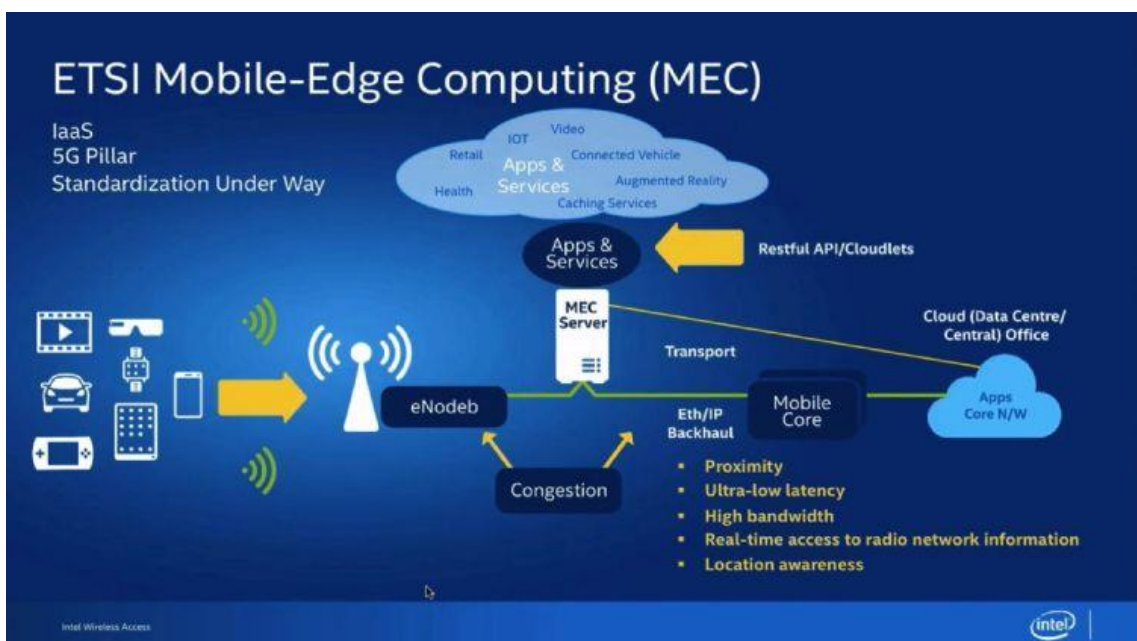 ETSI Mobile-Edge Computing (MEC)
IaaS
5G Pillar
Standardization Under Way
Video
IOT
Retail
Connected Vehicle
Apps &
Services
Augmented Reality
Health
Caching Services
Apps &
Services
Restful API/Cloudlets
MEC
Server
Cloud (Data Centre/
Central) Office
Transport
eNodeb
Eth/IP
Backhaul
Mobile
Core
Apps
Core N/W
Congestion
▪ Proximity
▪ Ultra-low latency
▪ High bandwidth
▪ Real-time access to radio network information
▪ Location awareness
Intel Wireless Access
intel